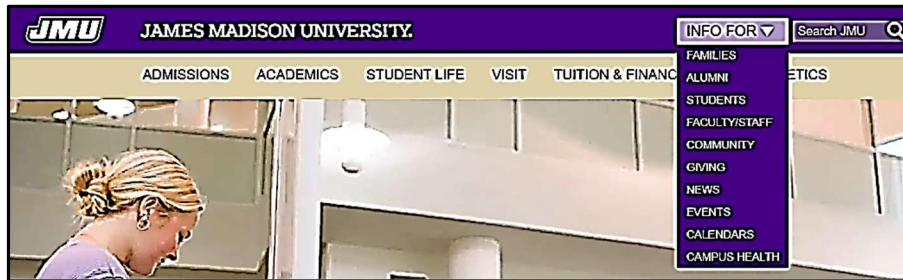 JMU JAMES MADISON UNIVERSITY. INFO FOR Search JMU
ADMISSIONS ACADEMICS STUDENT LIFE VISIT TUITION & FINANC ETICS
FAMILIES
ALUMNI
STUDENTS
FACULTY/STAFF
COMMUNITY
GIVING
NEWS
EVENTS
CALENDARS
CAMPUS HEALTH